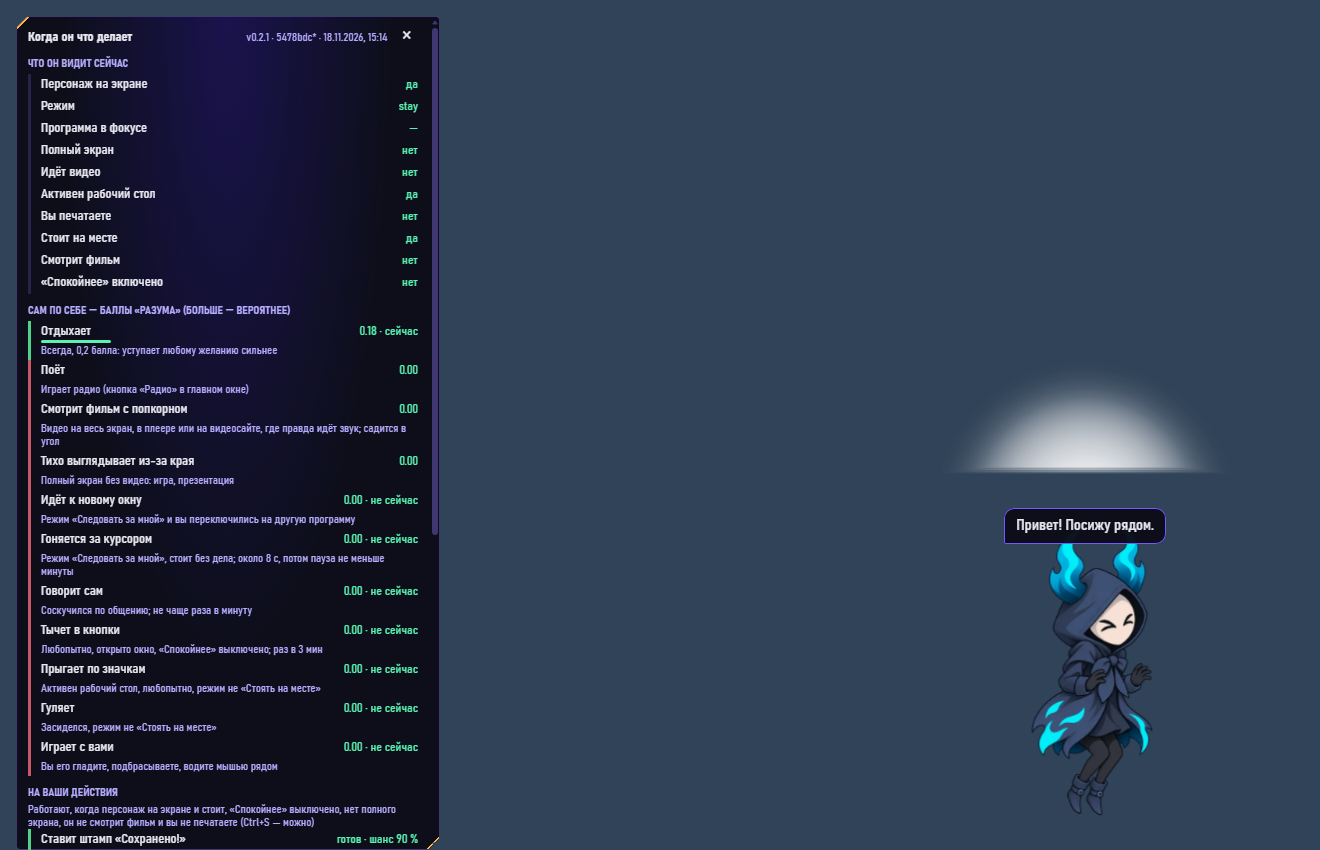 Когда он что делает
v0.2.1 · 5478bdc* · 18.11.2026, 15:14
×
ЧТО ОН ВИДИТ СЕЙЧАС
Персонаж на экране да
Режим stay
Программа в фокусе —
Полный экран нет
Идёт видео нет
Активен рабочий стол да
Вы печатаете нет
Стоит на месте да
Смотрит фильм нет
«Спокойнее» включено нет
САМ ПО СЕБЕ — БАЛЛЫ «РАЗУМА» (БОЛЬШЕ — ВЕРОЯТНЕЕ)
Отдыхает 0.18 · сейчас
Всегда, 0,2 балла: уступает любому желанию сильнее
Поёт 0.00
Играет радио (кнопка «Радио» в главном окне)
Смотрит фильм с попкорном 0.00
Видео на весь экран, в плеере или на видеосайте, где правда идёт звук; садится в
угол
Тихо выглядывает из-за края 0.00
Полный экран без видео: игра, презентация
Идёт к новому окну 0.00 · не сейчас
Режим «Следовать за мной» и вы переключились на другую программу
Гоняется за курсором 0.00 · не сейчас
Режим «Следовать за мной», стоит без дела; около 8 с, потом пауза не меньше
минуты
Говорит сам 0.00 · не сейчас
Соскучился по общению; не чаще раза в минуту
Тычет в кнопки 0.00 · не сейчас
Любопытно, открыто окно, «Спокойнее» выключено; раз в 3 мин
Прыгает по значкам 0.00 · не сейчас
Активен рабочий стол, любопытно, режим не «Стоять на месте»
Гуляет 0.00 · не сейчас
Засиделся, режим не «Стоять на месте»
Играет с вами 0.00 · не сейчас
Вы его гладите, подбрасываете, водите мышью рядом
НА ВАШИ ДЕЙСТВИЯ
Работают, когда персонаж на экране и стоит, «Спокойнее» выключено, нет полного
экрана, он не смотрит фильм и вы не печатаете (Ctrl+S — можно)
Ставит штамп «Сохранено!» готов · шанс 90 %
Привет! Посижу рядом.